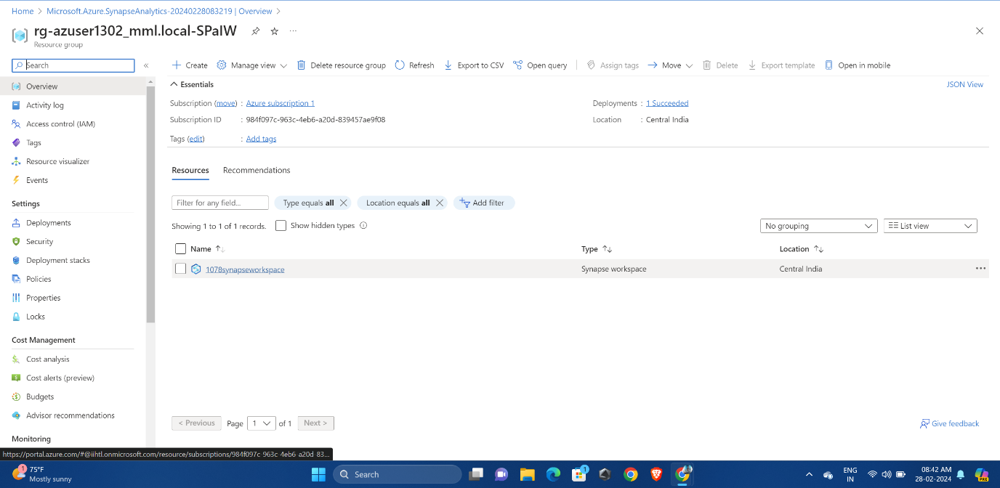 Home > Microsoft.Azure.SynapseAnalytics-20240228083219 | Overview >
rg-azuser1302_mml.local-SPaIW
Resource group
Search
Create Manage view Delete resource group Refresh Export to CSV Open query Assign tags Move Delete Export template Open in mobile
Overview
Activity log
Access control (IAM)
Tags
Resource visualizer
Events
Settings
Deployments
Security
Deployment stacks
Policies
Properties
Locks
Cost Management
Cost analysis
Cost alerts (preview)
Budgets
Advisor recommendations
Monitoring
Essentials JSON View
Subscription (move) : Azure subscription 1 Deployments : 1 Succeeded
Subscription ID : 984f097c-963c-4eb6-a20d-839457ae9f08 Location : Central India
Tags (edit) : Add tags
Resources Recommendations
Filter for any field... Type equals all Location equals all Add filter
Showing 1 to 1 of 1 records. Show hidden types No grouping List view
Name Type Location
1078synapseworkspace Synapse workspace Central India
< Previous Page 1 of 1 Next > Give feedback
https://portal.azure.com/#@iihtl.onmicrosoft.com/resource/subscriptions/984f097c-963c-4eb6-a20d-83...
1 75°F
Mostly sunny
Search
1
ENG
IN
08:42 AM
28-02-2024
PRE